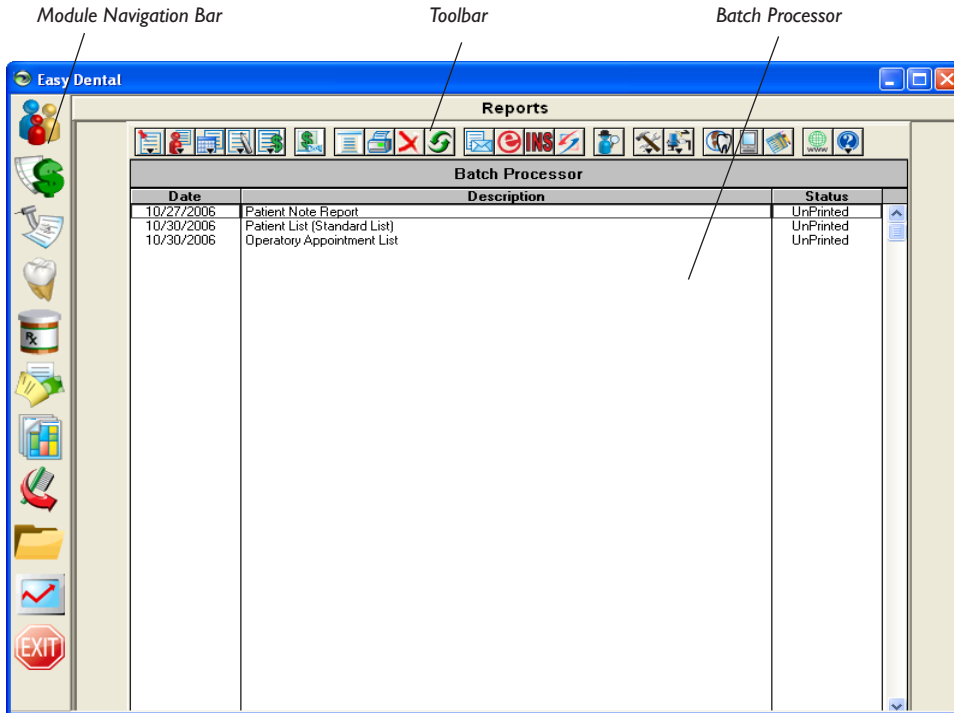 Module Navigation Bar Toolbar Batch Processor
Easy Dental
Reports
INS
www
Batch Processor
Date Description Status
10/27/2006 Patient Note Report UnPrinted
10/30/2006 Patient List (Standard List) UnPrinted
10/30/2006 Operatory Appointment List UnPrinted
Rx
EXIT